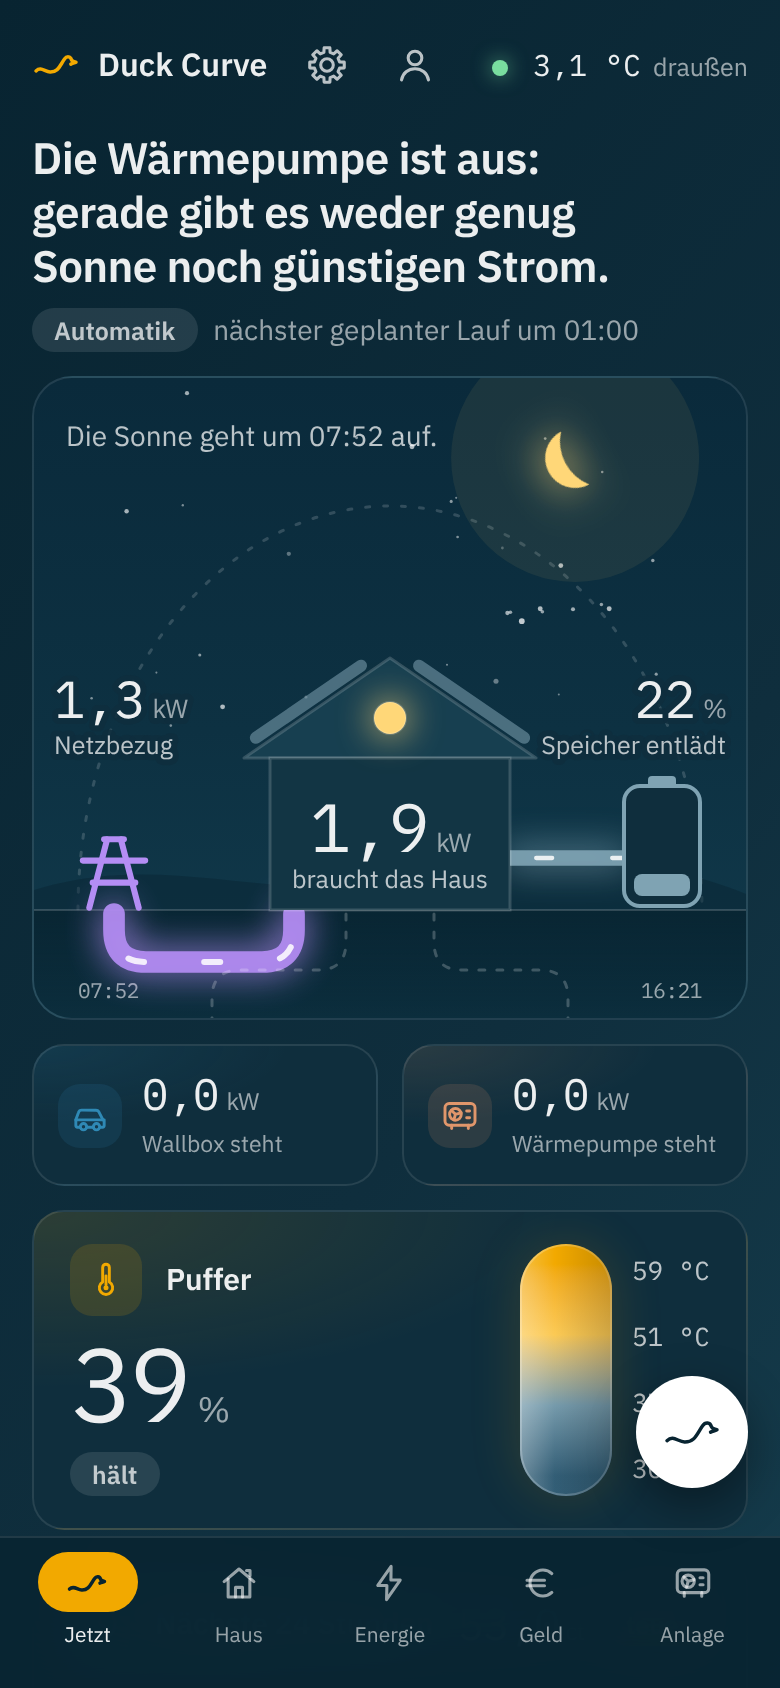 Duck Curve
3,1 °C draußen
Die Wärmepumpe ist aus:
gerade gibt es weder genug
Sonne noch günstigen Strom.
Automatik nächster geplanter Lauf um 01:00
Die Sonne geht um 07:52 auf.
1,3 kW
Netzbezug
22 %
Speicher entlädt
1,9 kW
braucht das Haus
07:52
16:21
0,0 kW
Wallbox steht
0,0 kW
Wärmepumpe steht
Puffer
39 %
hält
59 °C
51 °C
Jetzt
Haus
Energie
Geld
Anlage